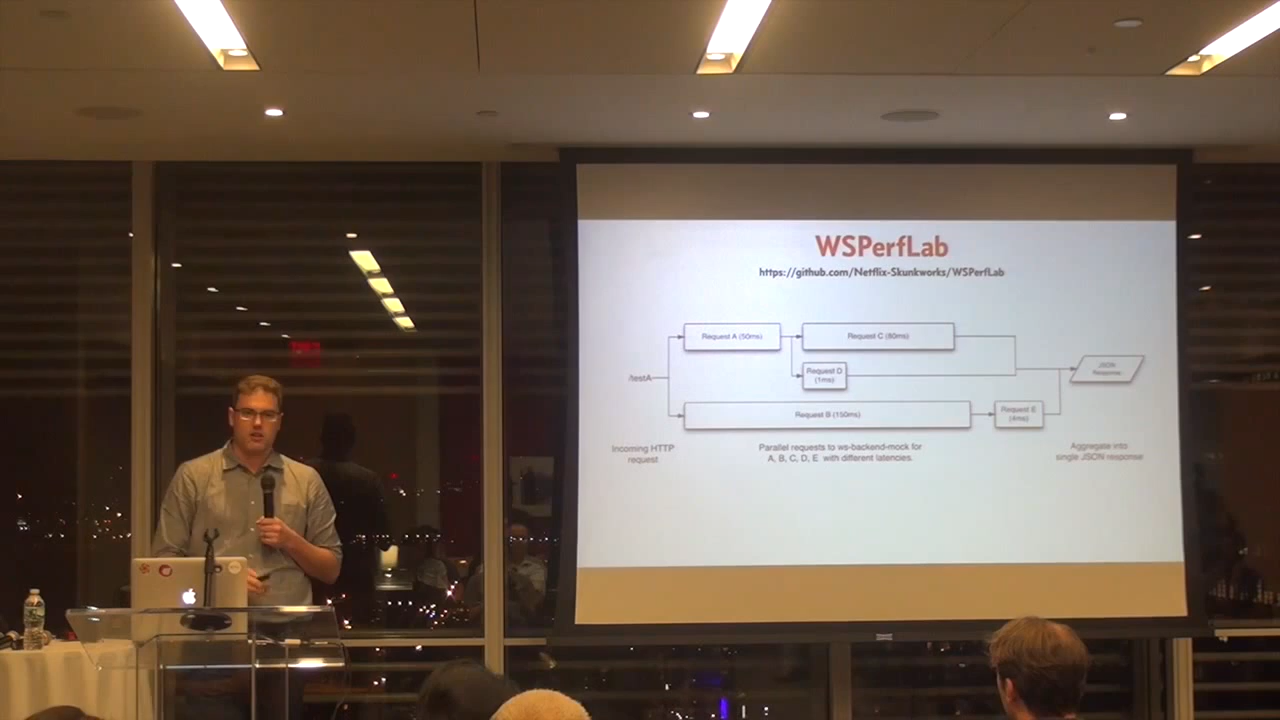 WSPerfLab
https://github.com/Netflix-Skunkworks/WSPerfLab
Request A (50ms)
Request C (80ms)
/testA
Request D
(1ms)
JSON
Response
Request B (150ms)
Request E
(4ms)
Incoming HTTP
request
Parallel requests to ws-backend-mock for
A, B, C, D, E with different latencies.
Aggregate into
single JSON response